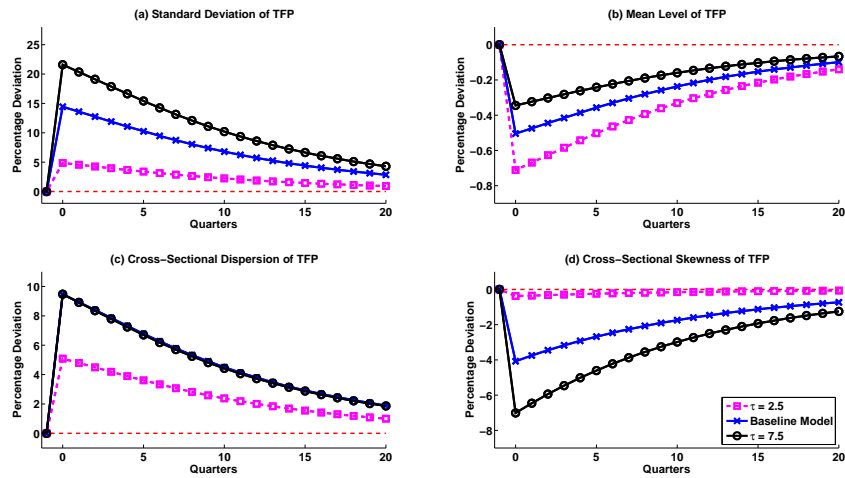 (a) Standard Deviation of TFP
25
20
15
10
5
0
Percentage Deviation
0 5 10 15 20
Quarters
(b) Mean Level of TFP
0
−0.2
−0.4
−0.6
−0.8
Percentage Deviation
0 5 10 15 20
Quarters
(c) Cross−Sectional Dispersion of TFP
10
8
6
4
2
0
Percentage Deviation
0 5 10 15 20
Quarters
(d) Cross−Sectional Skewness of TFP
0
−2
−4
−6
−8
Percentage Deviation
0 5 10 15 20
Quarters
τ = 2.5
Baseline Model
τ = 7.5